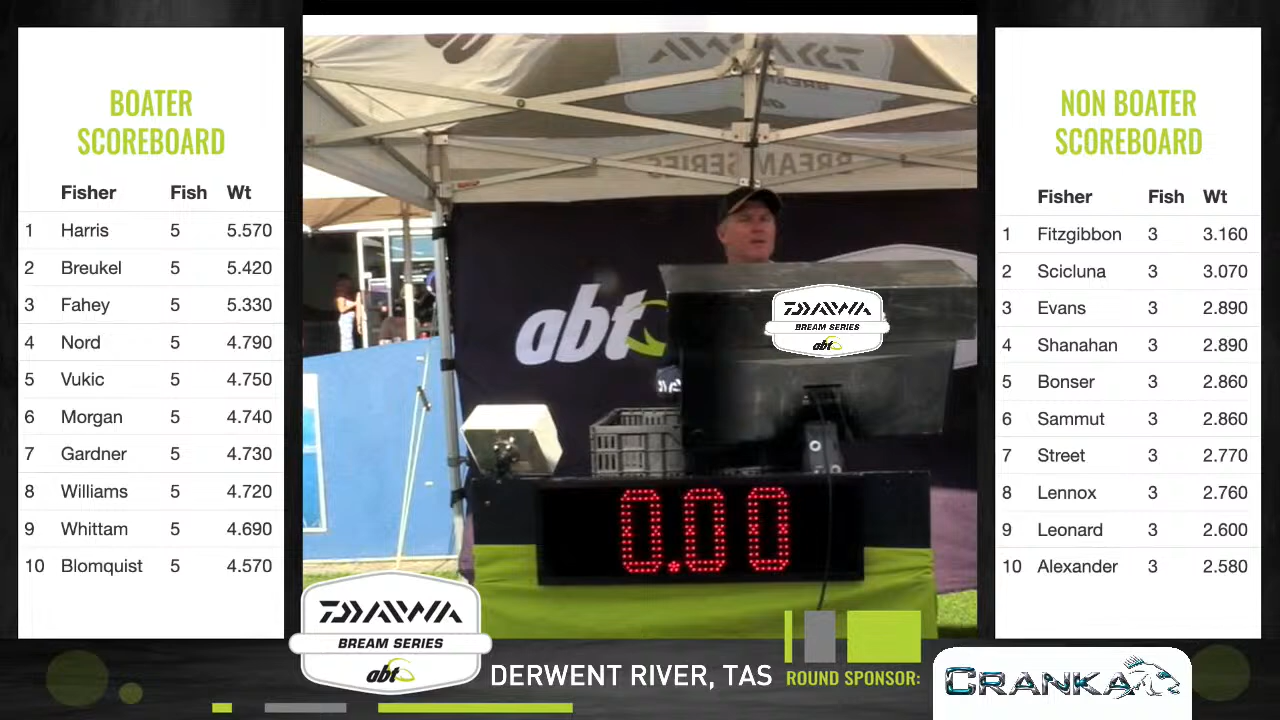 BOATER
SCOREBOARD
Fisher Fish Wt
1 Harris 5 5.570
2 Breukel 5 5.420
3 Fahey 5 5.330
4 Nord 5 4.790
5 Vukic 5 4.750
6 Morgan 5 4.740
7 Gardner 5 4.730
8 Williams 5 4.720
9 Whittam 5 4.690
10 Blomquist 5 4.570
BREAM SERIES
abt
DAIWA
BREAM SERIES
abt
0.00
DAIWA
BREAM SERIES
abt
DERWENT RIVER, TAS
ROUND SPONSOR:
CRANKA
NON BOATER
SCOREBOARD
Fisher Fish Wt
1 Fitzgibbon 3 3.160
2 Scicluna 3 3.070
3 Evans 3 2.890
4 Shanahan 3 2.890
5 Bonser 3 2.860
6 Sammut 3 2.860
7 Street 3 2.770
8 Lennox 3 2.760
9 Leonard 3 2.600
10 Alexander 3 2.580